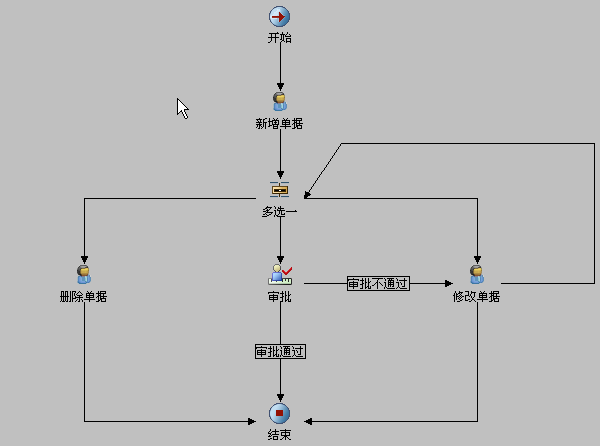 开始
新增单据
多选一
删除单据
审批
审批不通过
修改单据
审批通过
结束